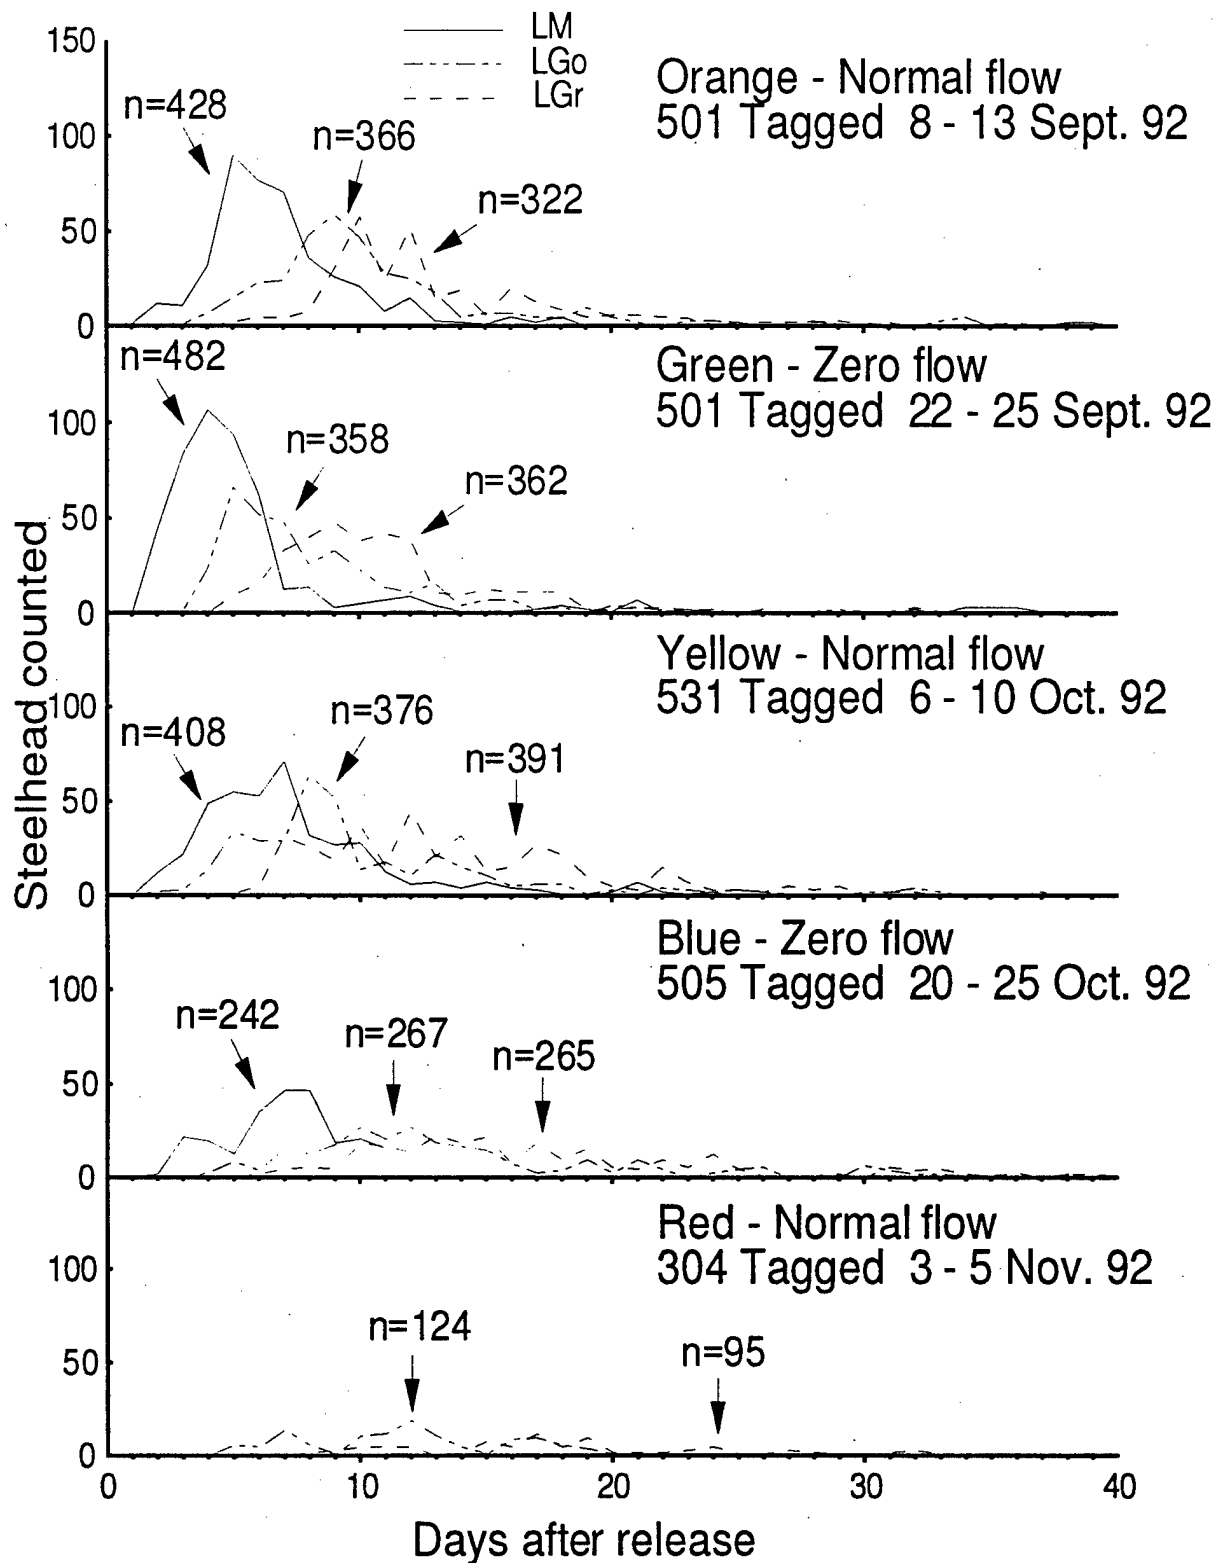 LM
LGo
LGr
Orange - Normal flow
501 Tagged 8 - 13 Sept. 92
n=428
n=366
n=322
150
100
50
0
Green - Zero flow
501 Tagged 22 - 25 Sept. 92
n=482
n=358
n=362
100
50
0
Yellow - Normal flow
531 Tagged 6 - 10 Oct. 92
n=408
n=376
n=391
100
50
0
Blue - Zero flow
505 Tagged 20 - 25 Oct. 92
n=242
n=267
n=265
100
50
0
Red - Normal flow
304 Tagged 3 - 5 Nov. 92
n=124
n=95
100
50
0
Steelhead counted
0 10 20 30 40
Days after release